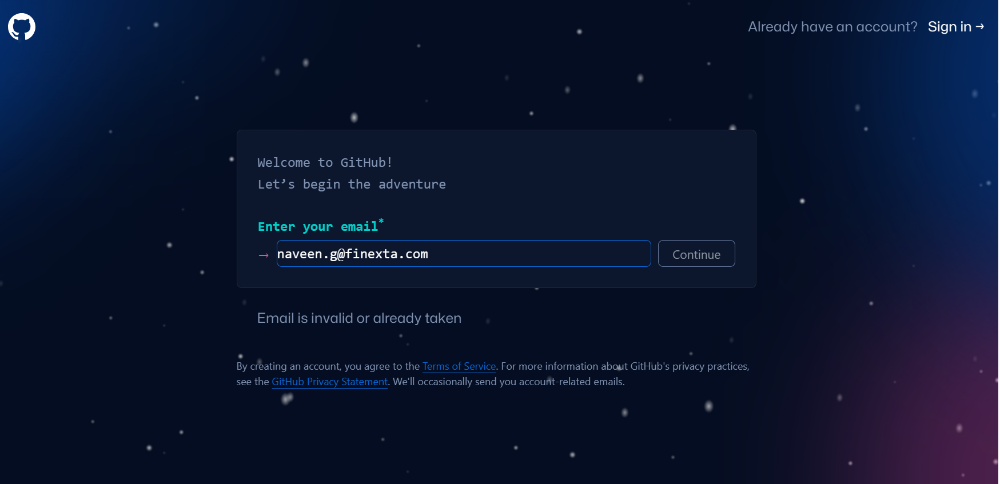 Already have an account? Sign in →
Welcome to GitHub!
Let’s begin the adventure
Enter your email*
→ naveen.g@finexta.com Continue
Email is invalid or already taken
By creating an account, you agree to the Terms of Service. For more information about GitHub's privacy practices,
see the GitHub Privacy Statement. We'll occasionally send you account-related emails.